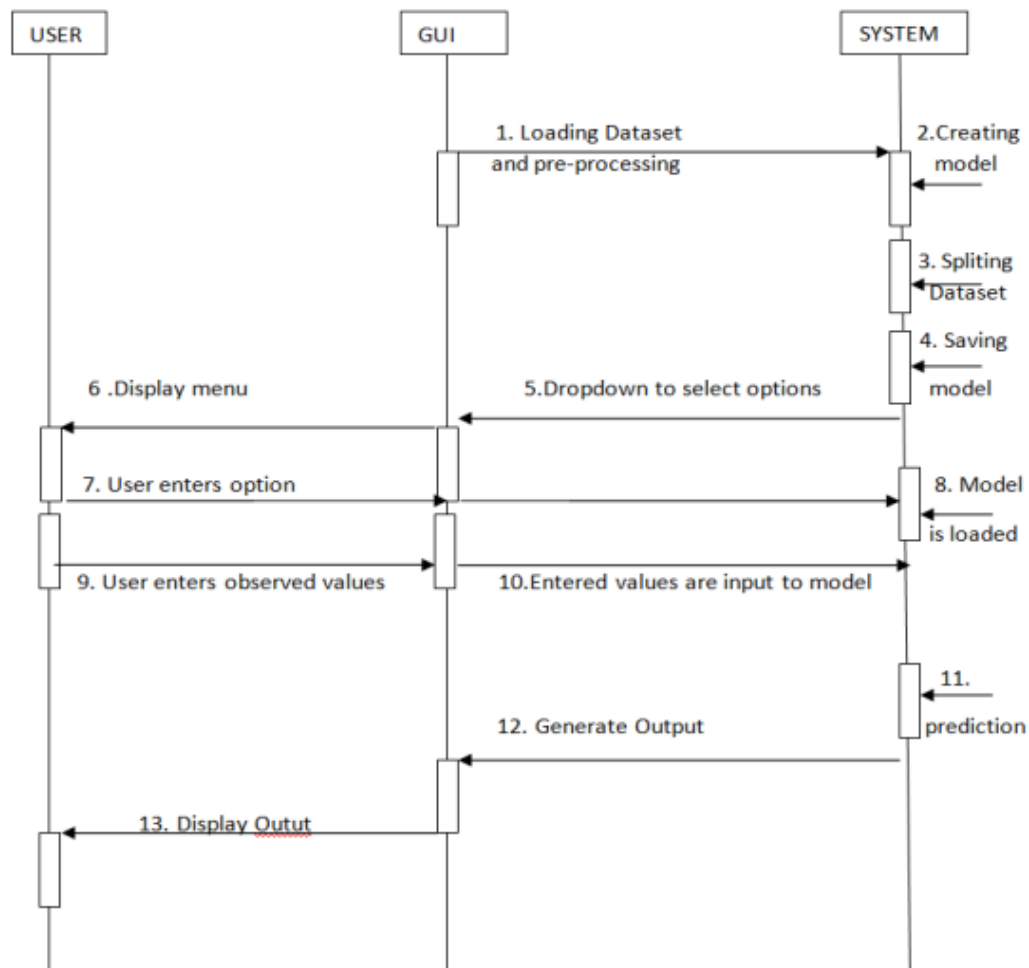 USER
GUI
SYSTEM
1. Loading Dataset
and pre-processing
2.Creating
model
3. Spliting
Dataset
4. Saving
model
5.Dropdown to select options
6 .Display menu
7. User enters option
8. Model
is loaded
9. User enters observed values
10.Entered values are input to model
11.
prediction
12. Generate Output
13. Display Outut